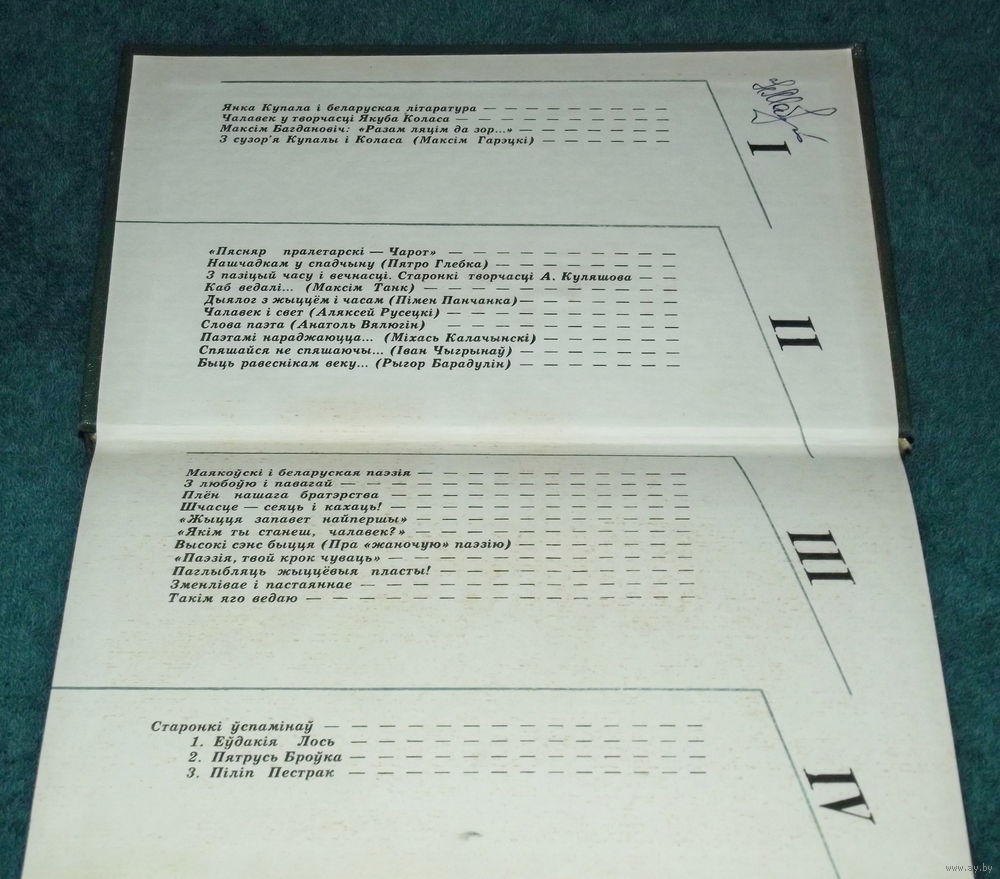 Янка Купала і беларуская літаратура
Чалавек у творчасці Якуба Коласа
Максім Багдановіч: «Разам ляцім да зор...»
З сузор'я Купалы і Коласа (Максім Гарэцкі)
I
«Пясняр пралетарскі — Чарот»
Нашчадкам у спадчыну (Пятро Глебка)
З пазіцый часу і вечнасці. Старонкі творчасці А. Куляшова
Каб ведалі... (Максім Танк)
Дыялог з жыццём і часам (Пімен Панчанка)
Чалавек і свет (Аляксей Русецкі)
Слова паэта (Анатоль Вялюгін)
Паэтамі нараджаюцца... (Міхась Калачынскі)
Спяшайся не спяшаючы... (Іван Чыгрынаў)
Быць равеснікам веку... (Рыгор Барадулін)
II
Маякоўскі і беларуская паэзія
З любоўю і павагай
Плён нашага братэрства
Шчасце — сеяць і кахаць!
«Жыцця запавет найпершы»
«Якім ты станеш, чалавек?»
Высокі сэнс быцця (Пра «жаночую» паэзію)
«Паэзія, твой крок чуваць»
Паглыбляць жыццёвыя пласты!
Зменлівае і пастаяннае
Такім яго ведаю
III
Старонкі ўспамінаў
1. Еўдакія Лось
2. Пятрусь Броўка
3. Піліп Пестрак
IV
www.ay.by